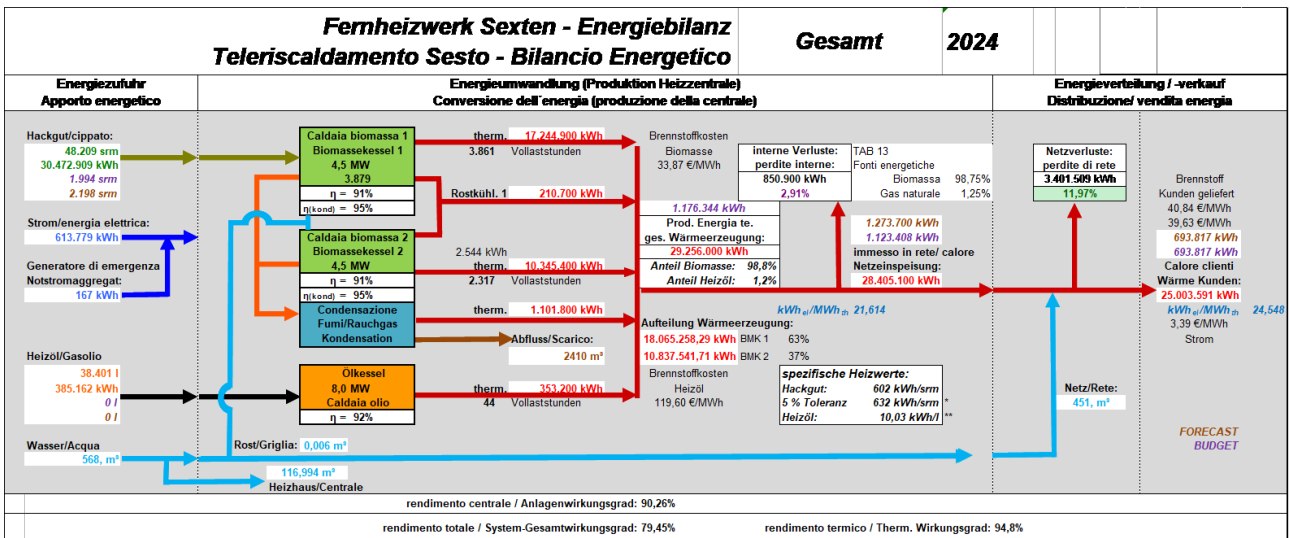 Fernheizwerk Sexten - Energiebilanz
Teleriscaldamento Sesto - Bilancio Energetico
Gesamt
2024
Energiezufuhr
Apporto energetico
Energieumwandlung (Produktion Heizzentrale)
Conversione dell´energia (produzione della centrale)
Energieverteilung / -verkauf
Distribuzione/ vendita energia
Hackgut/cippato:
48.209 srm
30.472.909 kWh
1.994 srm
2.198 srm
Strom/energia elettrica:
613.779 kWh
Generatore di emergenza
Notstromaggregat:
167 kWh
Heizöl/Gasolio
38.401 l
385.162 kWh
0 l
0 l
Wasser/Acqua
568, m³
Caldaia biomassa 1
Biomassekessel 1
4,5 MW
3.879
η = 91%
η(kond) = 95%
Caldaia biomassa 2
Biomassekessel 2
4,5 MW
η = 91%
η(kond) = 95%
Condensazione
Fumi/Rauchgas
Kondensation
Ölkessel
8,0 MW
Caldaia olio
η = 92%
Rost/Griglia: 0,006 m³
116,994 m³
Heizhaus/Centrale
therm. 17.244.900 kWh
3.861 Vollaststunden
Rostkühl. 1 210.700 kWh
2.544 kWh
therm. 10.345.400 kWh
2.317 Vollaststunden
therm. 1.101.800 kWh
Abfluss/Scarico:
2410 m³
therm. 353.200 kWh
44 Vollaststunden
Brennstoffkosten
Biomasse
33,87 €/MWh
1.176.344 kWh
Prod. Energia te.
ges. Wärmeerzeugung:
29.256.000 kWh
Anteil Biomasse: 98,8%
Anteil Heizöl: 1,2%
interne Verluste:
perdite interne:
850.900 kWh
2,91%
TAB 13
Fonti energetiche
Biomassa 98,75%
Gas naturale 1,25%
1.273.700 kWh
1.123.408 kWh
immesso in rete/ calore
Netzeinspeisung:
28.405.100 kWh
kWh el/MWh th 21,614
Aufteilung Wärmeerzeugung:
18.065.258,29 kWh BMK 1 63%
10.837.541,71 kWh BMK 2 37%
Brennstoffkosten
Heizöl
119,60 €/MWh
spezifische Heizwerte:
Hackgut: 602 kWh/srm
5 % Toleranz 632 kWh/srm *
Heizöl: 10,03 kWh/l **
Netzverluste:
perdite di rete:
3.401.509 kWh
11,97%
Netz/Rete:
451, m³
Brennstoff
Kunden geliefert
40,84 €/MWh
39,63 €/MWh
693.817 kWh
693.817 kWh
Calore clienti
Wärme Kunden:
25.003.591 kWh
kWh el/MWh th 24,548
3,39 €/MWh
Strom
FORECAST
BUDGET
rendimento centrale / Anlagenwirkungsgrad: 90,26%
rendimento totale / System-Gesamtwirkungsgrad: 79,45%
rendimento termico / Therm. Wirkungsgrad: 94,8%